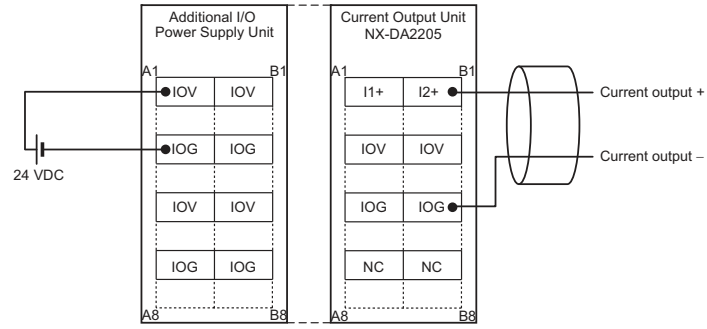 Additional I/O
Power Supply Unit
Current Output Unit
NX-DA2205
A1 B1 A1 B1
IOV IOV I1+ I2+ Current output +
IOG IOG IOV IOV Current output –
24 VDC
IOV IOV IOG IOG
IOG IOG NC NC
A8 B8 A8 B8